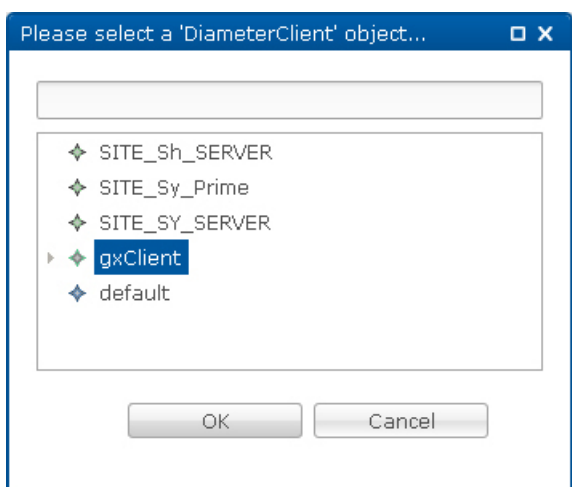 Please select a 'DiameterClient' object...
SITE_Sh_SERVER
SITE_Sy_Prime
SITE_SY_SERVER
gxClient
default
OK Cancel